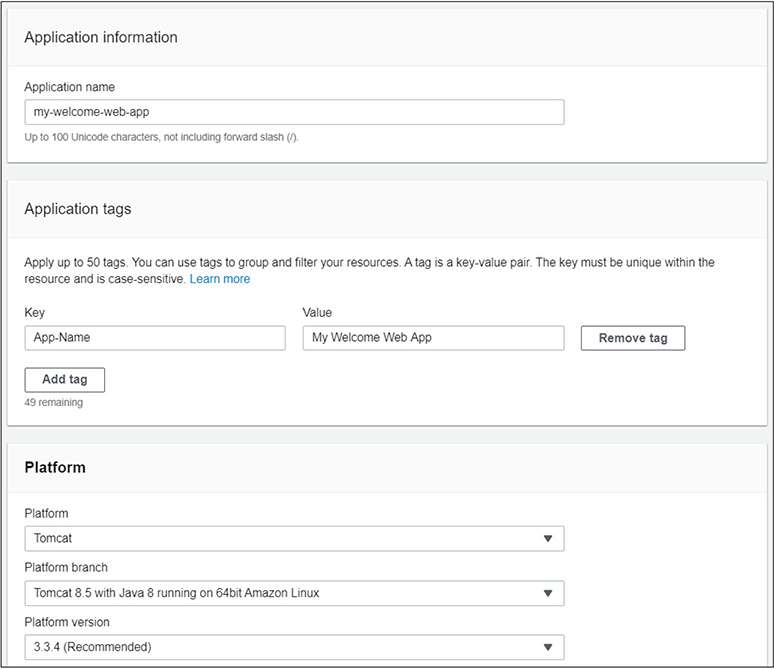 Application information
Application name
my-welcome-web-app
Up to 100 Unicode characters, not including forward slash (/).
Application tags
Apply up to 50 tags. You can use tags to group and filter your resources. A tag is a key-value pair. The key must be unique within the
resource and is case-sensitive. Learn more
Key Value
App-Name My Welcome Web App Remove tag
Add tag
49 remaining
Platform
Platform
Tomcat
Platform branch
Tomcat 8.5 with Java 8 running on 64bit Amazon Linux
Platform version
3.3.4 (Recommended)